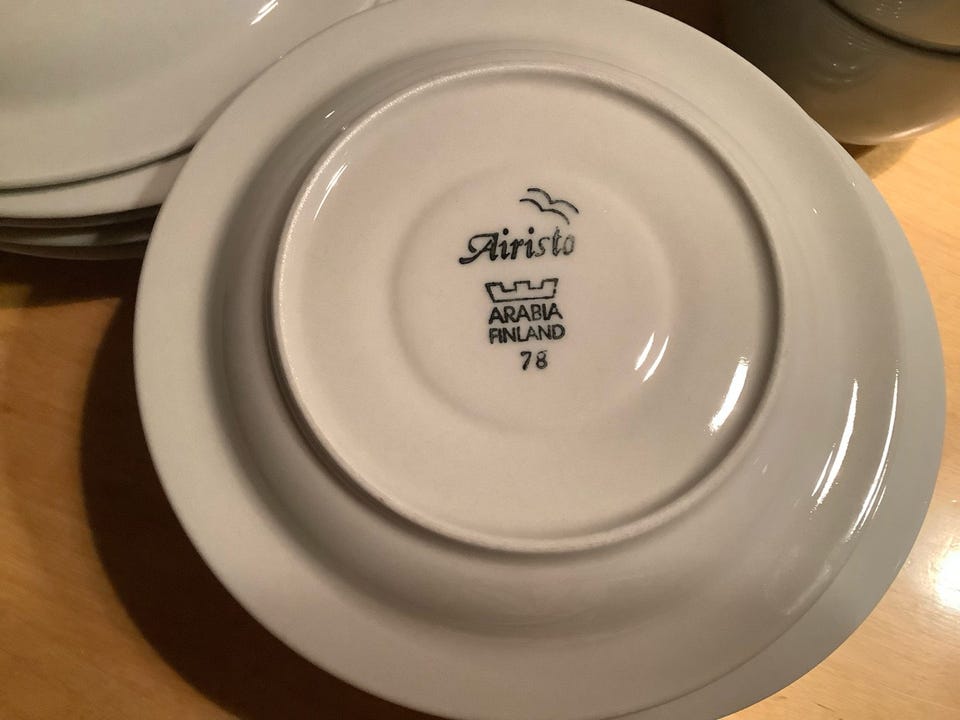 Airisto
ARABIA
FINLAND
78